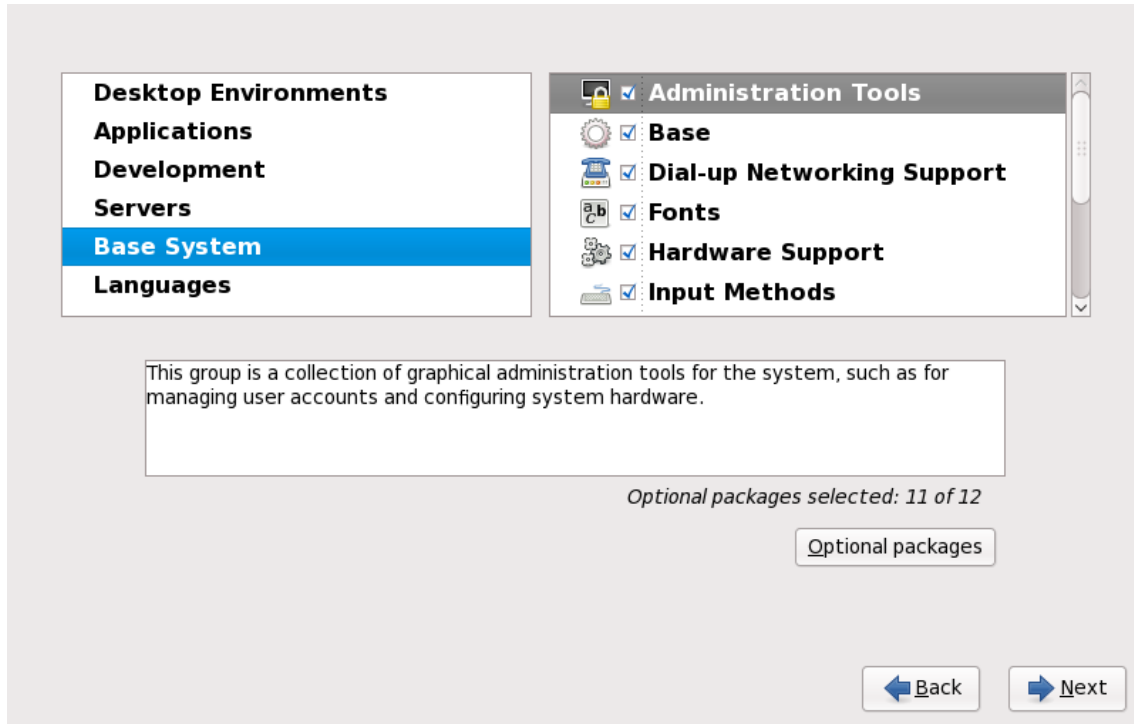 Desktop Environments
Applications
Development
Servers
Base System
Languages
Administration Tools
Base
Dial-up Networking Support
Fonts
Hardware Support
Input Methods
This group is a collection of graphical administration tools for the system, such as for
managing user accounts and configuring system hardware.
Optional packages selected: 11 of 12
Optional packages
Back
Next